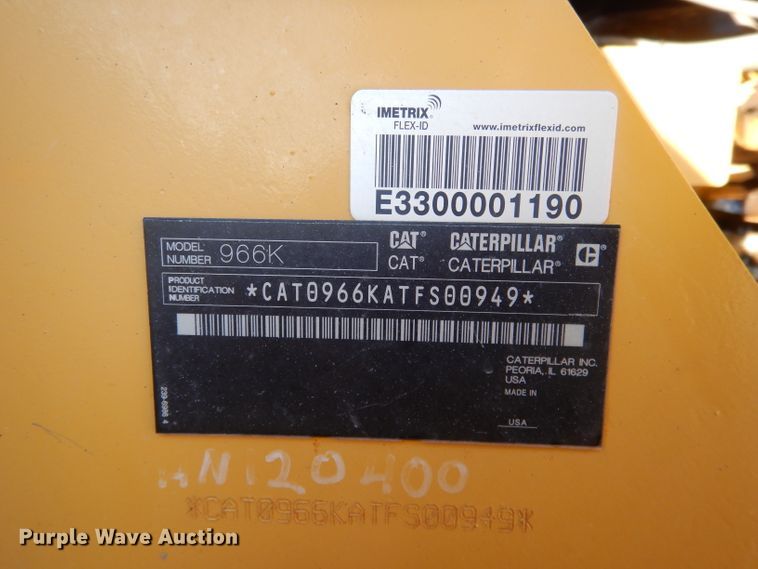 IMETRIX
FLEX-ID
www.imetrixflexid.com
E3300001190
MODEL
NUMBER 966K
CAT® CATERPILLAR®
CAT® CATERPILLAR®
PRODUCT
IDENTIFICATION
NUMBER
*CAT0966KATFS00949*
CATERPILLAR INC.
PEORIA, IL 61629
USA
MADE IN
USA
N120400
*CAT0966KATFS00949*
Purple Wave Auction